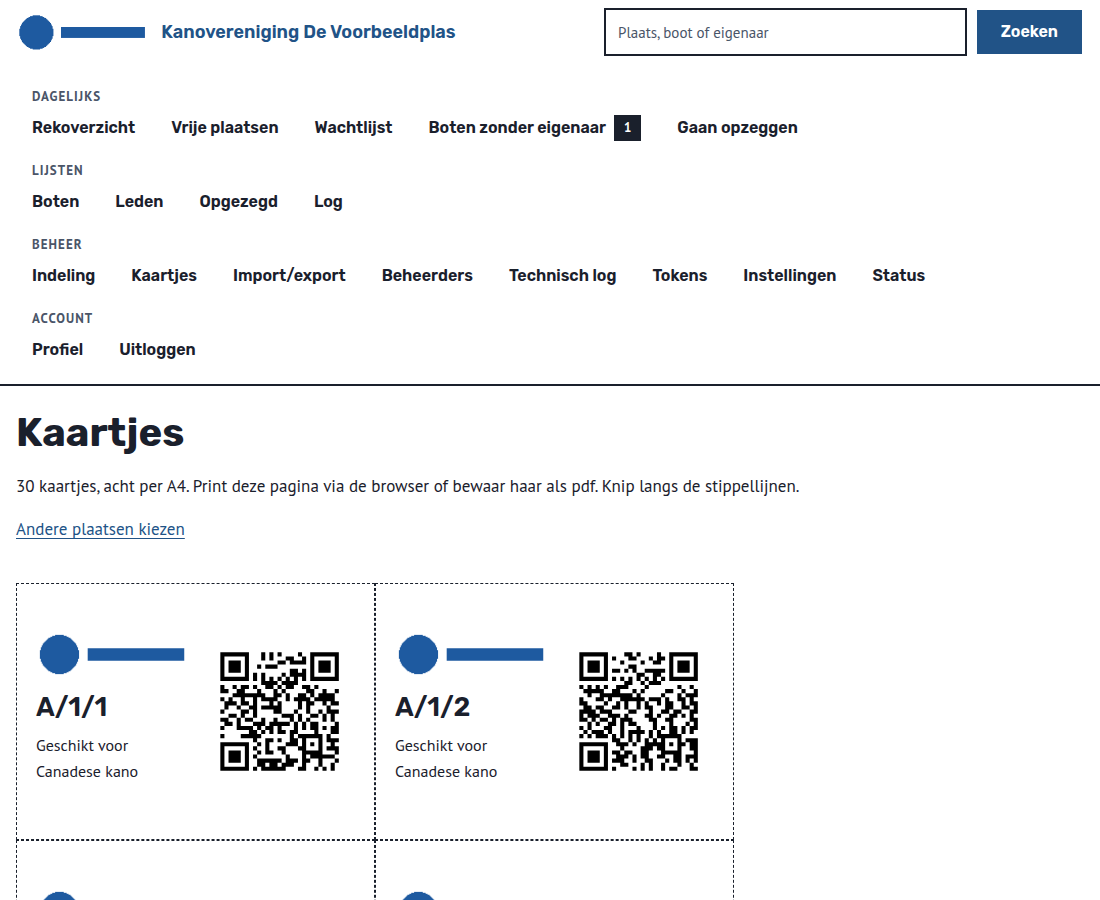 Kanovereniging De Voorbeeldplas
Plaats, boot of eigenaar
Zoeken
DAGELIJKS
Rekoverzicht Vrije plaatsen Wachtlijst Boten zonder eigenaar 1 Gaan opzeggen
LIJSTEN
Boten Leden Opgezegd Log
BEHEER
Indeling Kaartjes Import/export Beheerders Technisch log Tokens Instellingen Status
ACCOUNT
Profiel Uitloggen
Kaartjes
30 kaartjes, acht per A4. Print deze pagina via de browser of bewaar haar als pdf. Knip langs de stippellijnen.
Andere plaatsen kiezen
A/1/1
Geschikt voor
Canadese kano
A/1/2
Geschikt voor
Canadese kano